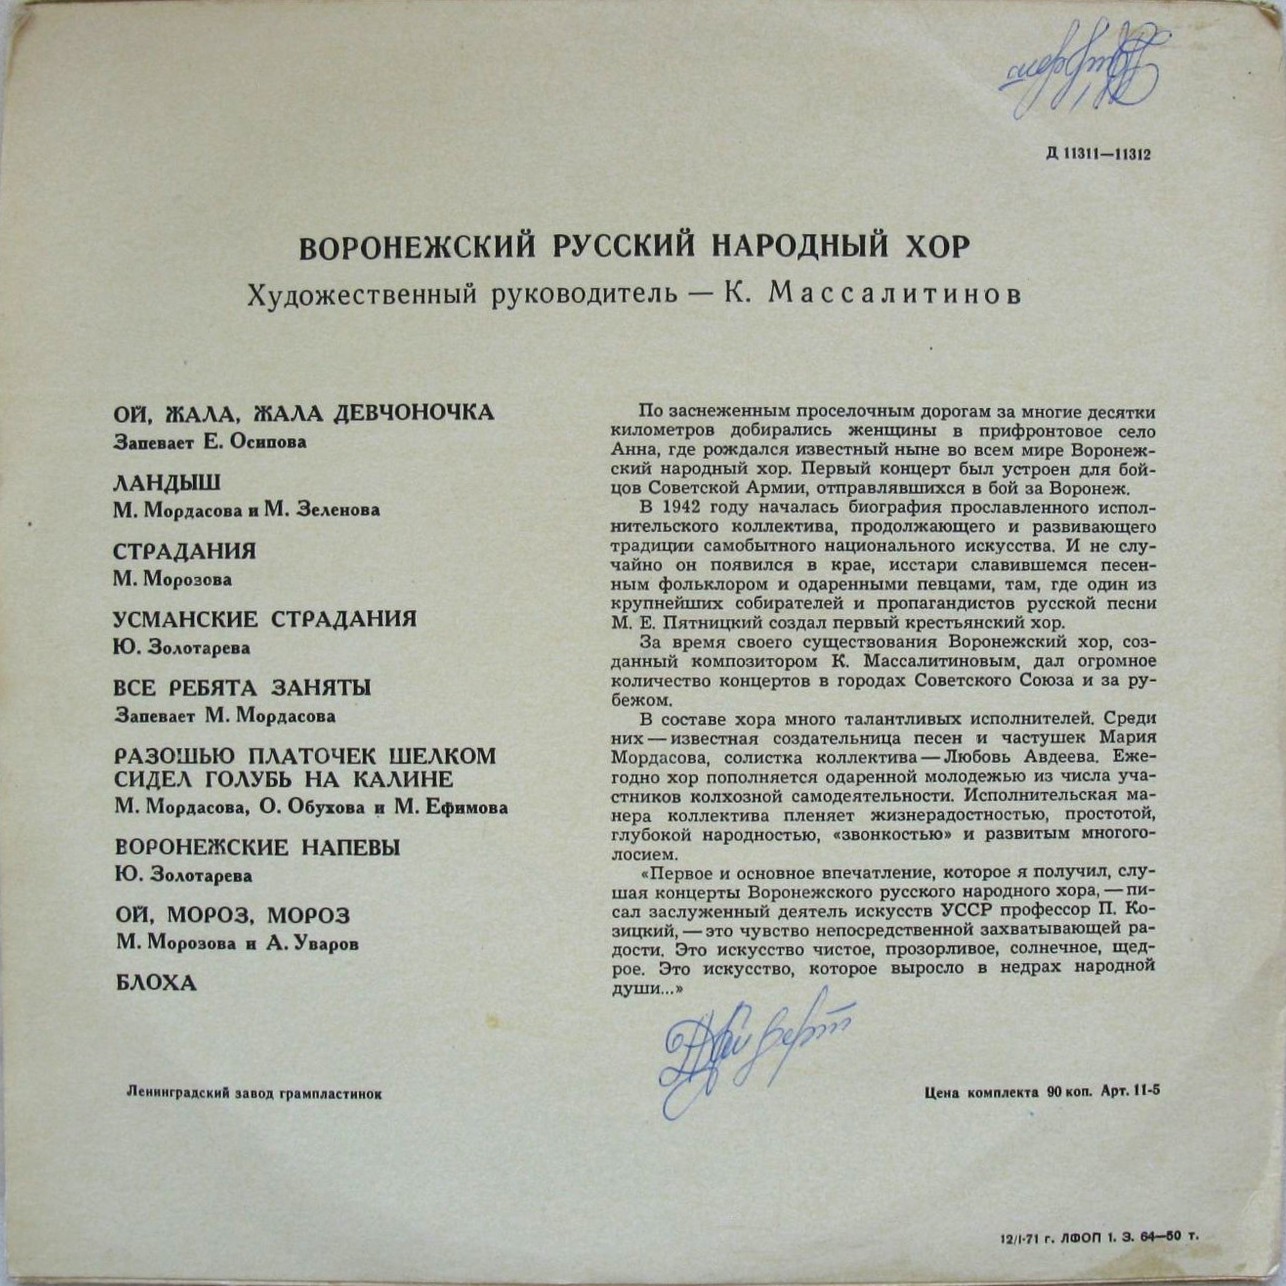 Д 11311—11312
ВОРОНЕЖСКИЙ РУССКИЙ НАРОДНЫЙ ХОР
Художественный руководитель — К. Массалитинов
ОЙ, ЖАЛА, ЖАЛА ДЕВЧОНОЧКА
Запевает Е. Осипова
ЛАНДЫШ
М. Мордасова и М. Зеленова
СТРАДАНИЯ
М. Морозова
УСМАНСКИЕ СТРАДАНИЯ
Ю. Золотарева
ВСЕ РЕБЯТА ЗАНЯТЫ
Запевает М. Мордасова
РАЗОШЬЮ ПЛАТОЧЕК ШЕЛКОМ
СИДЕЛ ГОЛУБЬ НА КАЛИНЕ
М. Мордасова, О. Обухова и М. Ефимова
ВОРОНЕЖСКИЕ НАПЕВЫ
Ю. Золотарева
ОЙ, МОРОЗ, МОРОЗ
М. Морозова и А. Уваров
БЛОХА
По заснеженным проселочным дорогам за многие десятки
километров добирались женщины в прифронтовое село
Анна, где рождался известный ныне во всем мире Воронеж-
ский народный хор. Первый концерт был устроен для бой-
цов Советской Армии, отправлявшихся в бой за Воронеж.
В 1942 году началась биография прославленного испол-
нительского коллектива, продолжающего и развивающего
традиции самобытного национального искусства. И не слу-
чайно он появился в крае, исстари славившемся песен-
ным фольклором и одаренными певцами, там, где один из
крупнейших собирателей и пропагандистов русской песни
М. Е. Пятницкий создал первый крестьянский хор.
За время своего существования Воронежский хор, соз-
данный композитором К. Массалитиновым, дал огромное
количество концертов в городах Советского Союза и за ру-
бежом.
В составе хора много талантливых исполнителей. Среди
них — известная создательница песен и частушек Мария
Мордасова, солистка коллектива — Любовь Авдеева. Еже-
годно хор пополняется одаренной молодежью из числа уча-
стников колхозной самодеятельности. Исполнительская ма-
нера коллектива пленяет жизнерадостностью, простотой,
глубокой народностью, «звонкостью» и развитым многого-
лосием.
«Первое и основное впечатление, которое я получил, слу-
шая концерты Воронежского русского народного хора, — пи-
сал заслуженный деятель искусств УССР профессор П. Ко-
зицкий, — это чувство непосредственной захватывающей ра-
дости. Это искусство чистое, прозорливое, солнечное, щед-
рое. Это искусство, которое выросло в недрах народной
души...»
Ленинградский завод грампластинок
Цена комплекта 90 коп. Арт. 11-5
12/I-71 г. ЛФОП 1. З. 64—50 т.